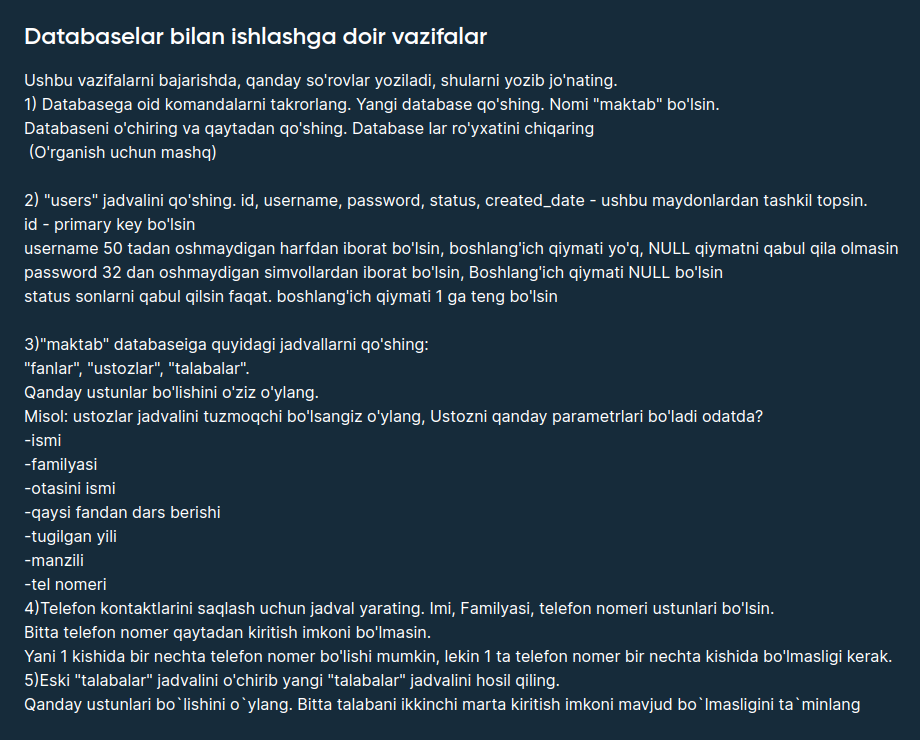 Databaselar bilan ishlashga doir vazifalar
Ushbu vazifalarni bajarishda, qanday so'rovlar yoziladi, shularni yozib jo'nating.
1) Databasega oid komandalarni takrorlang. Yangi database qo'shing. Nomi "maktab" bo'lsin.
Databaseni o'chiring va qaytadan qo'shing. Database lar ro'yxatini chiqaring
(O'rganish uchun mashq)
2) "users" jadvalini qo'shing. id, username, password, status, created_date - ushbu maydonlardan tashkil topsin.
id - primary key bo'lsin
username 50 tadan oshmaydigan harfdan iborat bo'lsin, boshlang'ich qiymati yo'q, NULL qiymatni qabul qila olmasin
password 32 dan oshmaydigan simvollardan iborat bo'lsin, Boshlang'ich qiymati NULL bo'lsin
status sonlarni qabul qilsin faqat. boshlang'ich qiymati 1 ga teng bo'lsin
3)"maktab" databaseiga quyidagi jadvallarni qo'shing:
"fanlar", "ustozlar", "talabalar".
Qanday ustunlar bo'lishini o'ziz o'ylang.
Misol: ustozlar jadvalini tuzmoqchi bo'lsangiz o'ylang, Ustozni qanday parametrlari bo'ladi odatda?
-ismi
-familyasi
-otasini ismi
-qaysi fandan dars berishi
-tugilgan yili
-manzili
-tel nomeri
4)Telefon kontaktlarini saqlash uchun jadval yarating. Imi, Familyasi, telefon nomeri ustunlari bo'lsin.
Bitta telefon nomer qaytadan kiritish imkoni bo'lmasin.
Yani 1 kishida bir nechta telefon nomer bo'lishi mumkin, lekin 1 ta telefon nomer bir nechta kishida bo'lmasligi kerak.
5)Eski "talabalar" jadvalini o'chirib yangi "talabalar" jadvalini hosil qiling.
Qanday ustunlari bo`lishini o`ylang. Bitta talabani ikkinchi marta kiritish imkoni mavjud bo`lmasligini ta`minlang